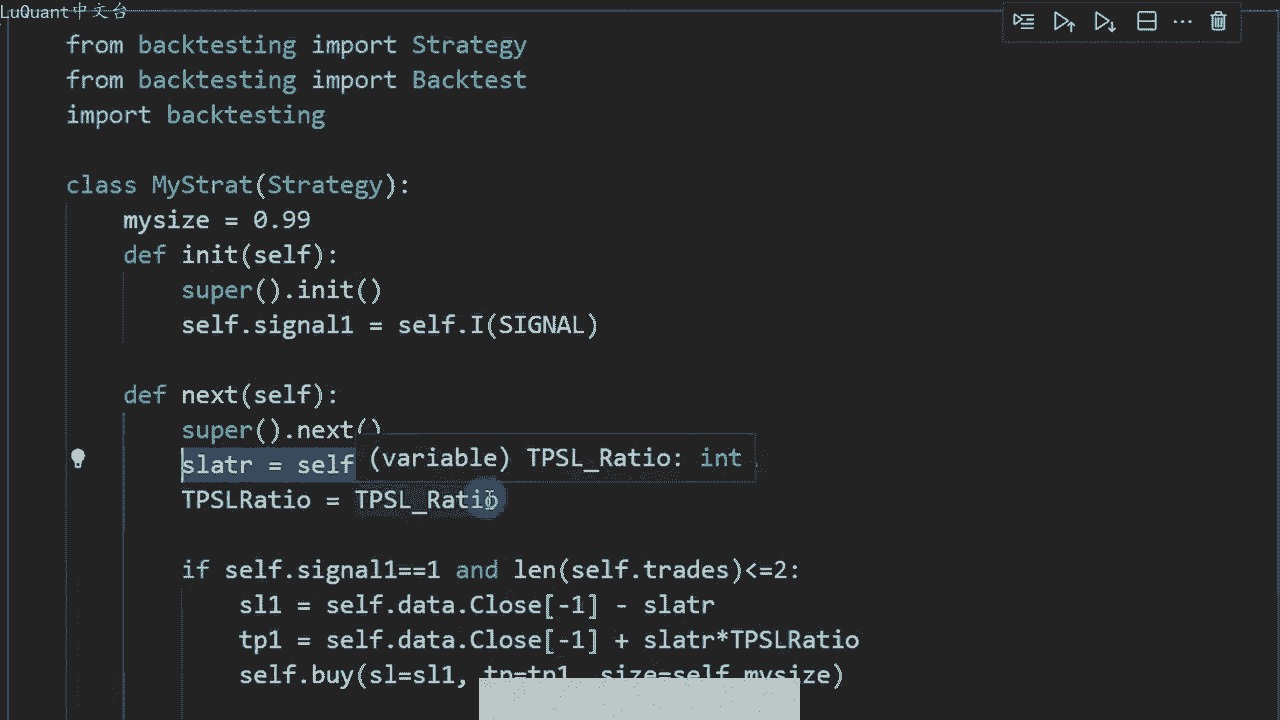 LuQuant中文台
from backtesting import Strategy
from backtesting import Backtest
import backtesting
class MyStrat(Strategy):
mysize = 0.99
def init(self):
super().init()
self.signal1 = self.I(SIGNAL)
def next(self):
super().next()
slatr = self
(variable) TPSL_Ratio: int
TPSLRatio = TPSL_Ratio
if self.signal1==1 and len(self.trades)<=2:
sl1 = self.data.Close[-1] - slatr
tp1 = self.data.Close[-1] + slatr*TPSLRatio
self.buy(sl=sl1, tp=tp1, size=self.mysize)